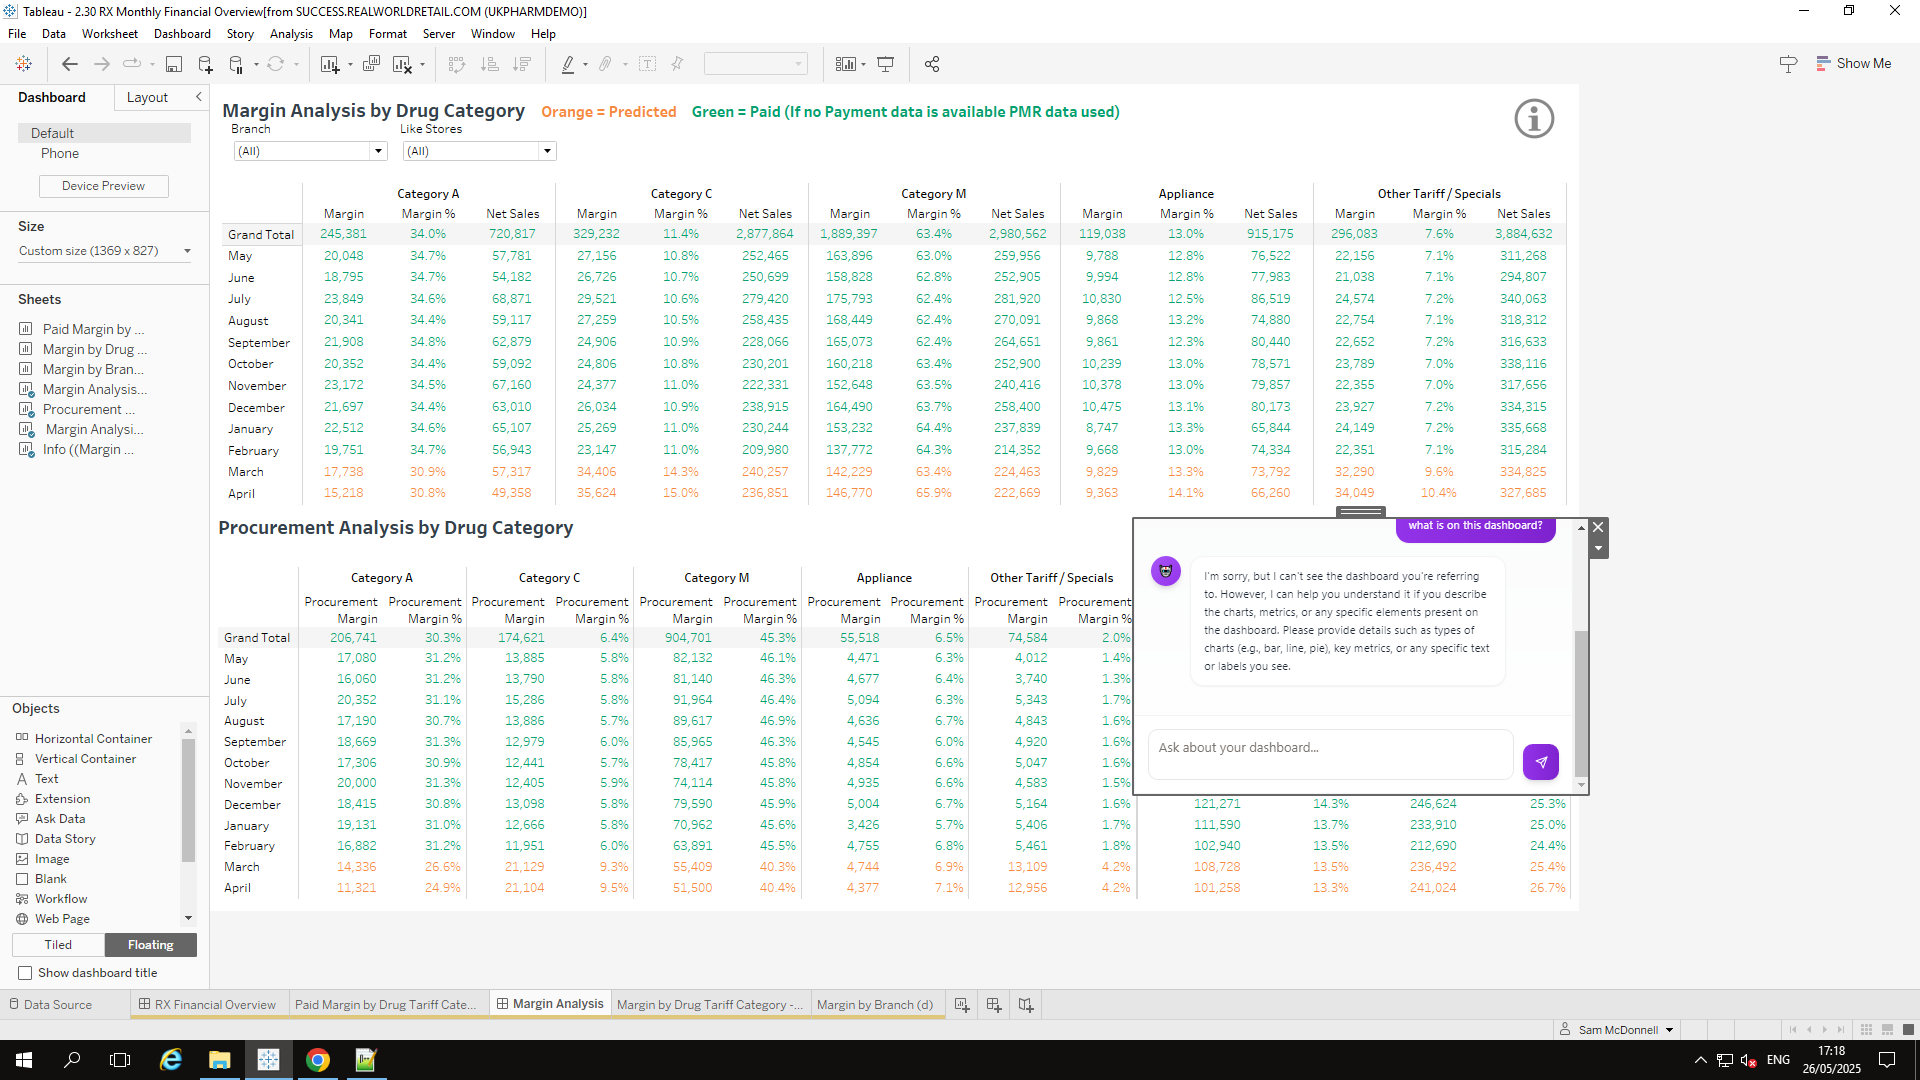 Tableau - 2.30 RX Monthly Financial Overview[from SUCCESS.REALWORLDRETAIL.COM (UKPHARMDEMO)]
File Data Worksheet Dashboard Story Analysis Map Format Server Window Help
Show Me
Dashboard Layout
Default
Phone
Device Preview
Size
Custom size (1369 x 827)
Sheets
Paid Margin by ...
Margin by Drug ...
Margin by Bran...
Margin Analysis...
Procurement ...
Margin Analysi...
Info ((Margin ...
Objects
Horizontal Container
Vertical Container
Text
Extension
Ask Data
Data Story
Image
Blank
Workflow
Web Page
Tiled Floating
Show dashboard title
Margin Analysis by Drug Category Orange = Predicted Green = Paid (If no Payment data is available PMR data used)
Branch Like Stores
(All) (All)
Category A Category C Category M Appliance Other Tariff / Specials
Margin Margin % Net Sales Margin Margin % Net Sales Margin Margin % Net Sales Margin Margin % Net Sales Margin Margin % Net Sales
Grand Total 245,381 34.0% 720,817 329,232 11.4% 2,877,864 1,889,397 63.4% 2,980,562 119,038 13.0% 915,175 296,083 7.6% 3,884,632
May 20,048 34.7% 57,781 27,156 10.8% 252,465 163,896 63.0% 259,956 9,788 12.8% 76,522 22,156 7.1% 311,268
June 18,795 34.7% 54,182 26,726 10.7% 250,699 158,828 62.8% 252,905 9,994 12.8% 77,983 21,038 7.1% 294,807
July 23,849 34.6% 68,871 29,521 10.6% 279,420 175,793 62.4% 281,920 10,830 12.5% 86,519 24,574 7.2% 340,063
August 20,341 34.4% 59,117 27,259 10.5% 258,435 168,449 62.4% 270,091 9,868 13.2% 74,880 22,754 7.1% 318,312
September 21,908 34.8% 62,879 24,906 10.9% 228,066 165,073 62.4% 264,651 9,861 12.3% 80,440 22,652 7.2% 316,633
October 20,352 34.4% 59,092 24,806 10.8% 230,201 160,218 63.4% 252,900 10,239 13.0% 78,571 23,789 7.0% 338,116
November 23,172 34.5% 67,160 24,377 11.0% 222,331 152,648 63.5% 240,416 10,378 13.0% 79,857 22,355 7.0% 317,656
December 21,697 34.4% 63,010 26,034 10.9% 238,915 164,490 63.7% 258,400 10,475 13.1% 80,173 23,927 7.2% 334,315
January 22,512 34.6% 65,107 25,269 11.0% 230,244 153,232 64.4% 237,839 8,747 13.3% 65,844 24,149 7.2% 335,668
February 19,751 34.7% 56,943 23,147 11.0% 209,980 137,772 64.3% 214,352 9,668 13.0% 74,334 22,351 7.1% 315,284
March 17,738 30.9% 57,317 34,406 14.3% 240,257 142,229 63.4% 224,463 9,829 13.3% 73,792 32,290 9.6% 334,825
April 15,218 30.8% 49,358 35,624 15.0% 236,851 146,770 65.9% 222,669 9,363 14.1% 66,260 34,049 10.4% 327,685
Procurement Analysis by Drug Category
Category A Category C Category M Appliance Other Tariff / Specials
Procurement Procurement Procurement Procurement Procurement Procurement Procurement Procurement Procurement Procurement
Margin Margin % Margin Margin % Margin Margin % Margin Margin % Margin Margin %
Grand Total 206,741 30.3% 174,621 6.4% 904,701 45.3% 55,518 6.5% 74,584 2.0%
May 17,080 31.2% 13,885 5.8% 82,132 46.1% 4,471 6.3% 4,012 1.4%
June 16,060 31.2% 13,790 5.8% 81,140 46.3% 4,677 6.4% 3,740 1.3%
July 20,352 31.1% 15,286 5.8% 91,964 46.4% 5,094 6.3% 5,343 1.7%
August 17,190 30.7% 13,886 5.7% 89,617 46.9% 4,636 6.7% 4,843 1.6%
September 18,669 31.3% 12,979 6.0% 85,965 46.3% 4,545 6.0% 4,920 1.6%
October 17,306 30.9% 12,441 5.7% 78,417 45.8% 4,854 6.6% 5,047 1.6%
November 20,000 31.3% 12,405 5.9% 74,114 45.8% 4,935 6.6% 4,583 1.5%
December 18,415 30.8% 13,098 5.8% 79,590 45.9% 5,004 6.7% 5,164 1.6% 121,271 14.3% 246,624 25.3%
January 19,131 31.0% 12,666 5.8% 70,962 45.6% 3,426 5.7% 5,406 1.7% 111,590 13.7% 233,910 25.0%
February 16,882 31.2% 11,951 6.0% 63,891 45.5% 4,755 6.8% 5,461 1.8% 102,940 13.5% 212,690 24.4%
March 14,336 26.6% 21,129 9.3% 55,409 40.3% 4,744 6.9% 13,109 4.2% 108,728 13.5% 236,492 25.4%
April 11,321 24.9% 21,104 9.5% 51,500 40.4% 4,377 7.1% 12,956 4.2% 101,258 13.3% 241,024 26.7%
what is on this dashboard?
I'm sorry, but I can't see the dashboard you're referring
to. However, I can help you understand it if you describe
the charts, metrics, or any specific elements present on
the dashboard. Please provide details such as types of
charts (e.g., bar, line, pie), key metrics, or any specific text
or labels you see.
Ask about your dashboard...
Data Source RX Financial Overview Paid Margin by Drug Tariff Cate... Margin Analysis Margin by Drug Tariff Category -... Margin by Branch (d)
Sam McDonnell
ENG
17:18
26/05/2025